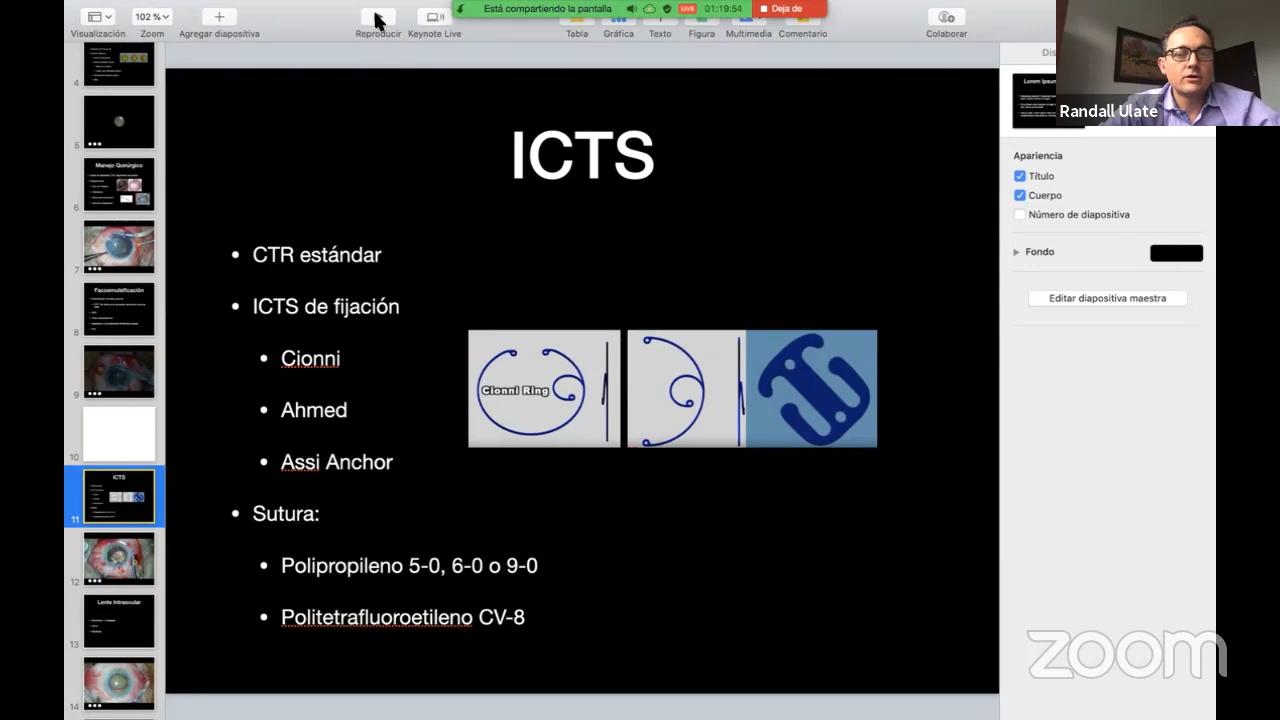 Está compartiendo la pantalla
LIVE
01:19:54
Deja de
102 %
Visualización
Zoom
Agregar diapositiva
Reproducir
Keynote Live
Tabla
Gráfica
Texto
Figura
Multimedia
Comentario
Colaborar
Randall Ulate
4
5
Manejo Quirúrgico
6
7
Facoemulsificación
8
9
10
ICTS
11
12
Lente Intraocular
13
14
ICTS
• CTR estándar
• ICTS de fijación
• Cionni
• Ahmed
• Assi Anchor
• Sutura:
• Polipropileno 5-0, 6-0 o 9-0
• Politetrafluoroetileno CV-8
Cionni Ring
Lorem Ipsum
Apariencia
Título
Cuerpo
Número de diapositiva
Fondo
Editar diapositiva maestra
zoom